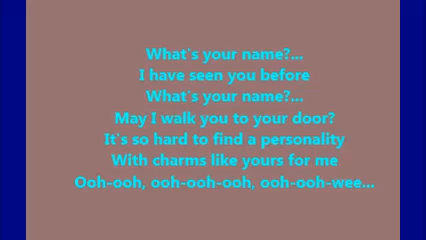 What's your name?...
I have seen you before
What's your name?...
May I walk you to your door?
It's so hard to find a personality
With charms like yours for me
Ooh-ooh, ooh-ooh-ooh, ooh-ooh-wee...